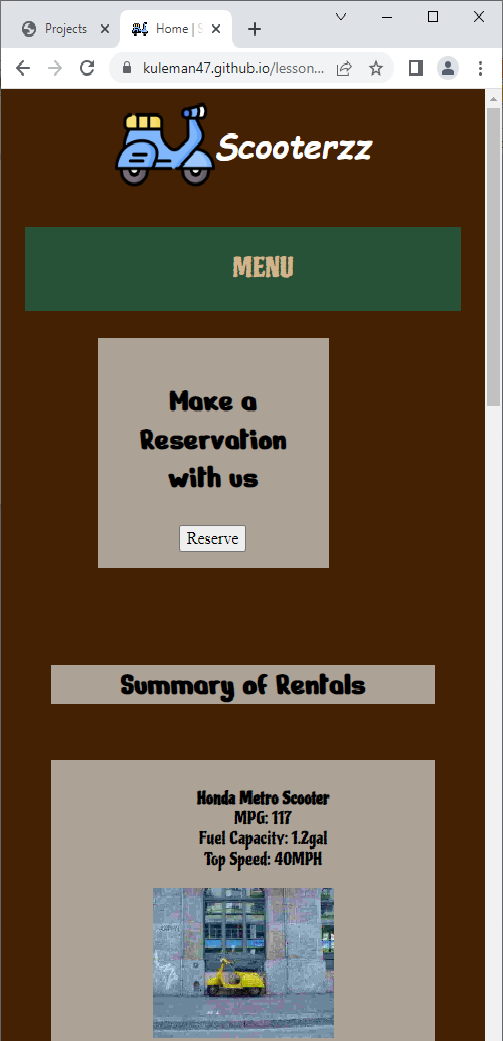 Projects
Home | S
kuleman47.github.io/lesson...
Scooterzz
MENU
Make a
Reservation
with us
Reserve
Summary of Rentals
Honda Metro Scooter
MPG: 117
Fuel Capacity: 1.2gal
Top Speed: 40MPH